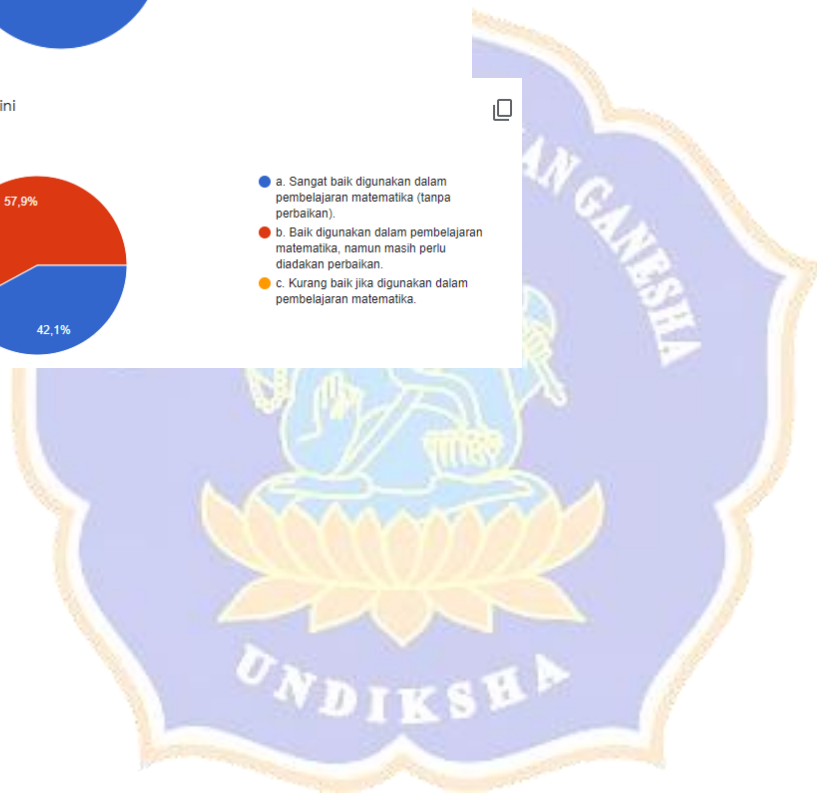 ini
57,9%
42,1%
a. Sangat baik digunakan dalam
pembelajaran matematika (tanpa
perbaikan).
b. Baik digunakan dalam pembelajaran
matematika, namun masih perlu
diadakan perbaikan.
c. Kurang baik jika digunakan dalam
pembelajaran matematika.
GANESHA
UNDIKSHA